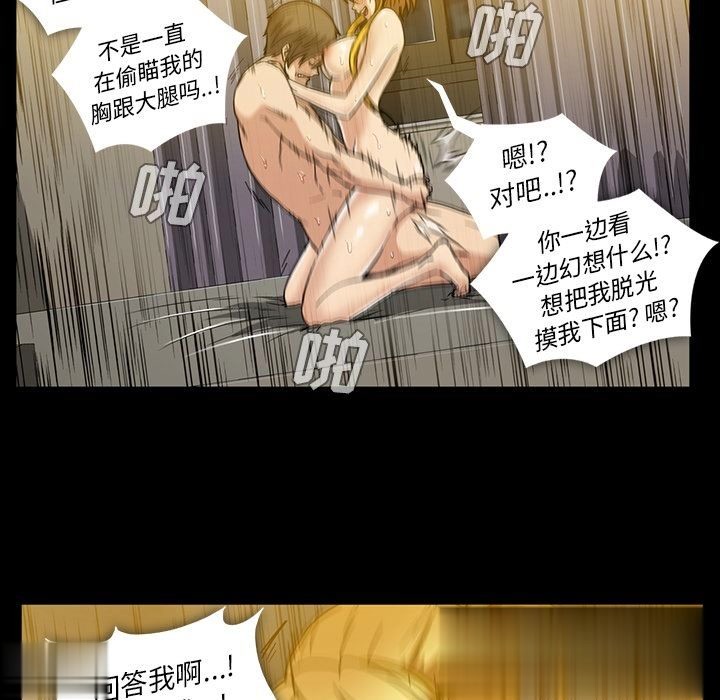 不是一直
在偷瞄我的
胸跟大腿吗..!
啪
嗯!?
对吧..!?
啪
你一边看
一边幻想什么!?
想把我脱光
摸我下面? 嗯?
啪
回答我啊...!